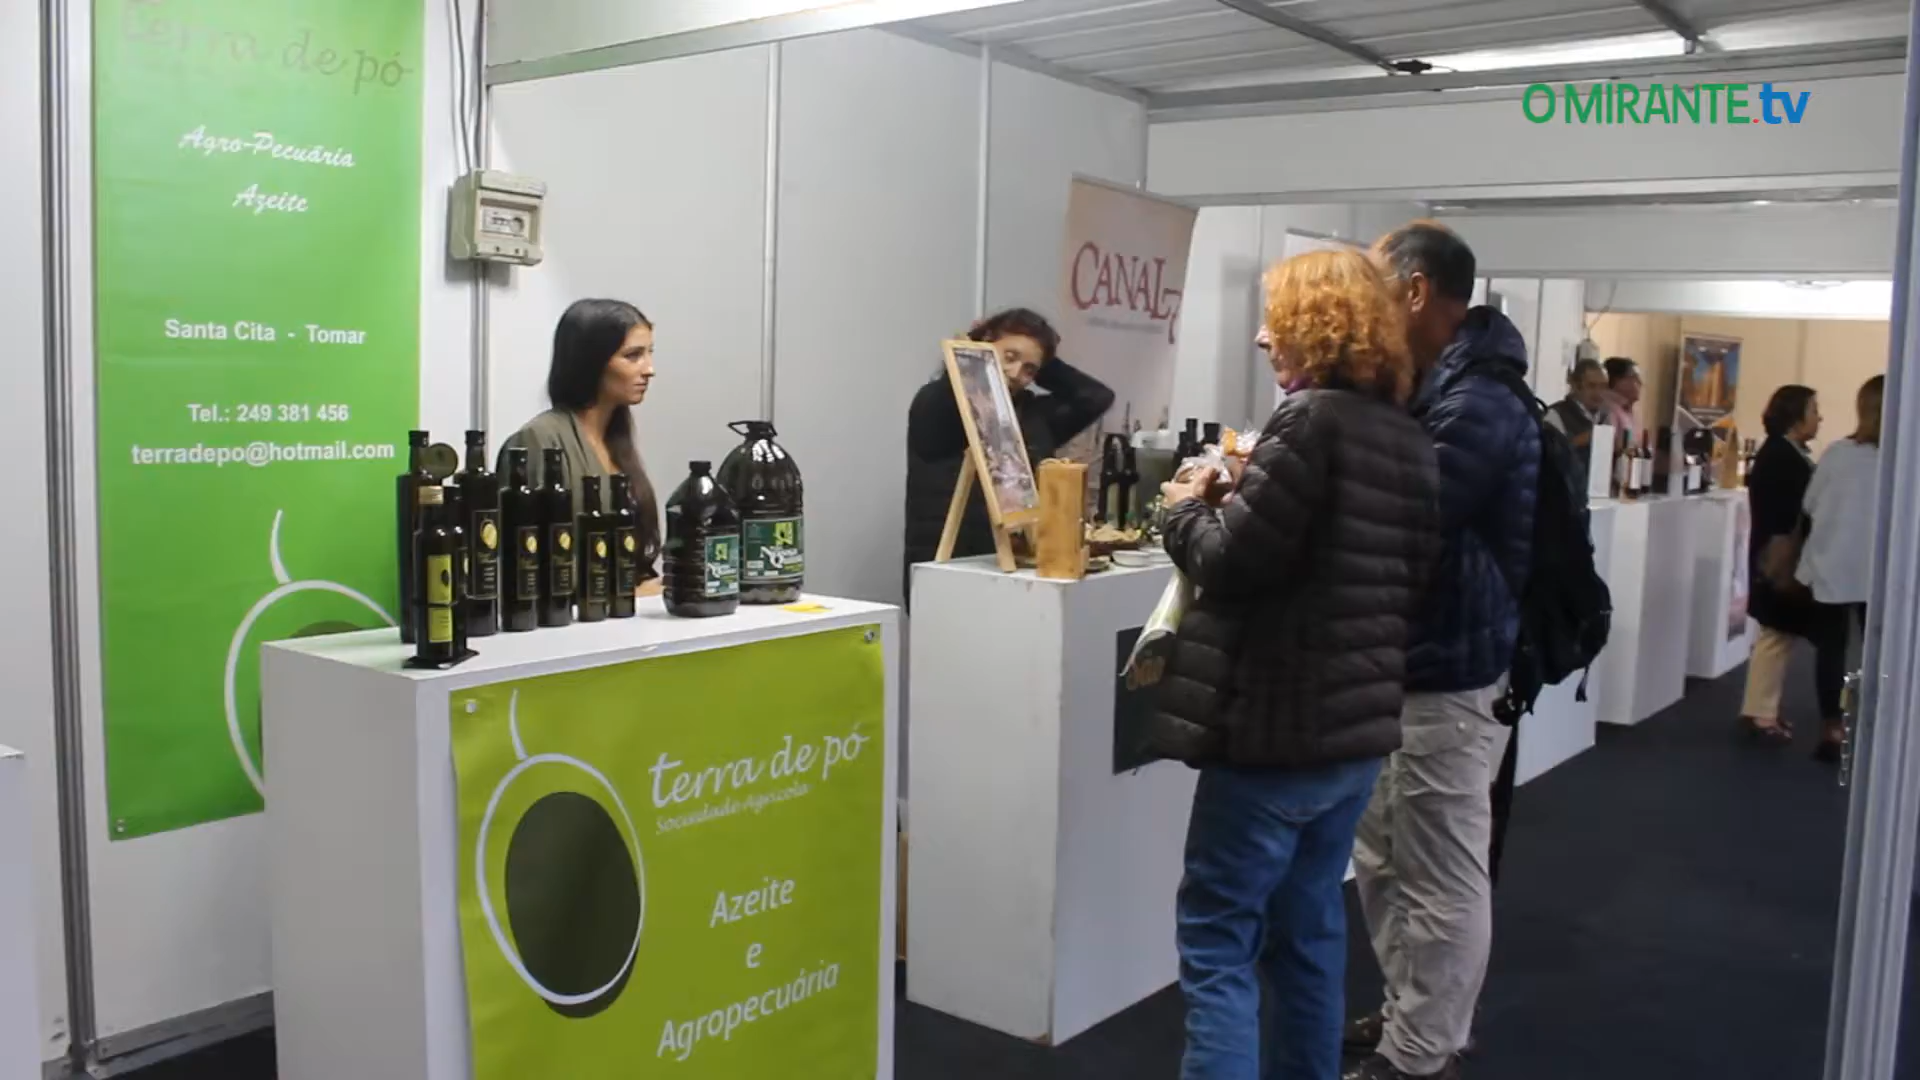 terra de pó
Agro-Pecuária
Azeite
Santa Cita - Tomar
Tel.: 249 381 456
terradepo@hotmail.com
O MIRANTE.tv
CANAL
terra de pó
Sociedade Agrícola
Azeite
e
Agropecuária